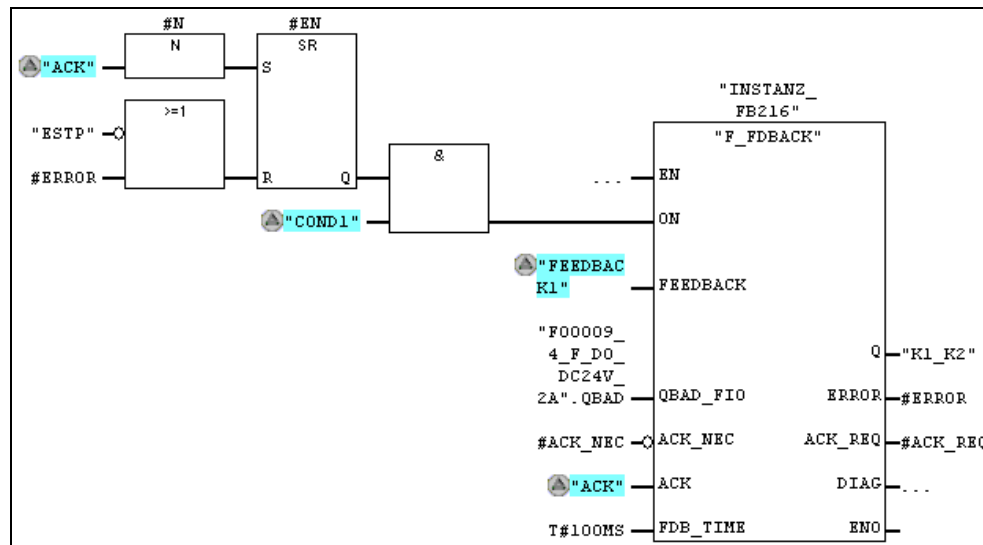 #N
#EN
N
SR
"ACK"
S
>=1
"ESTP"
#ERROR
R
Q
&
"COND1"
"INSTANZ_
FB216"
"F_FDBACK"
...
EN
ON
"FEEDBAC
K1"
FEEDBACK
"F00009_
4_F_DO_
DC24V_
2A".QBAD
QBAD_FIO
Q
"K1_K2"
ERROR
#ERROR
#ACK_NEC
ACK_NEC
ACK_REQ
#ACK_REQ
"ACK"
ACK
DIAG
...
T#100MS
FDB_TIME
ENO